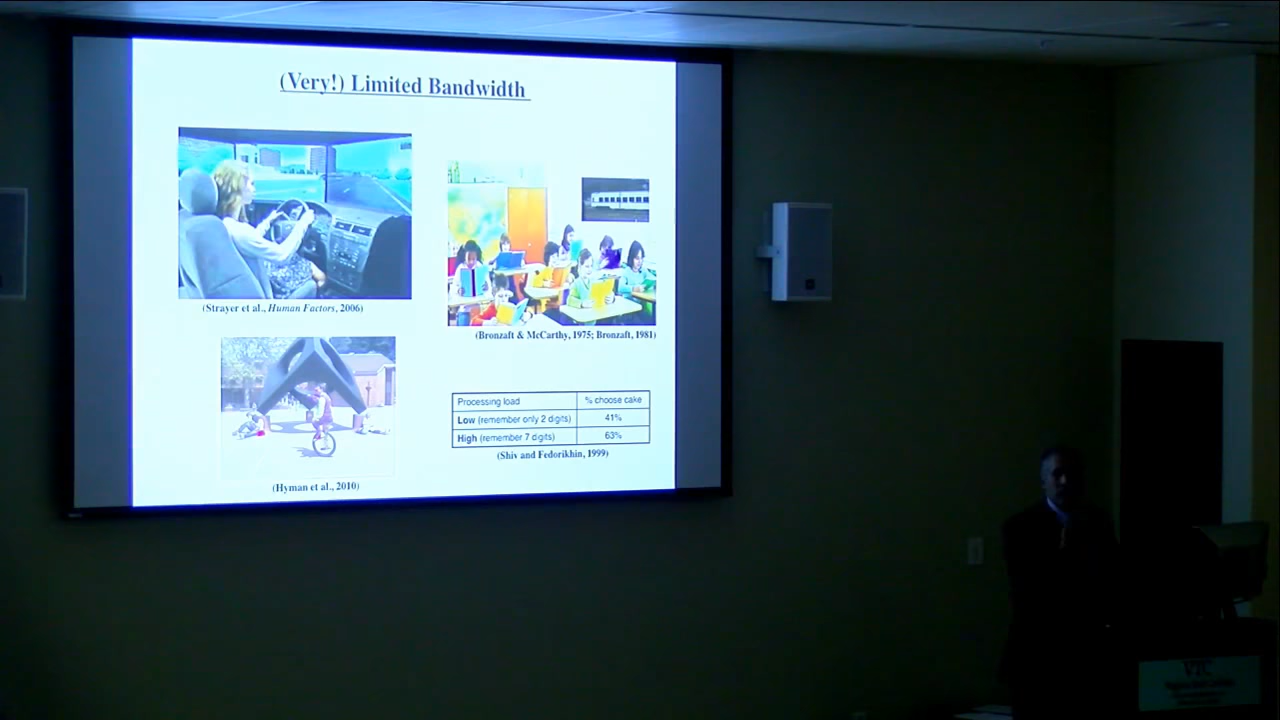 (Very!) Limited Bandwidth
(Strayer et al., Human Factors, 2006)
(Bronzaft & McCarthy, 1975; Bronzaft, 1981)
(Hyman et al., 2010)
Processing load % choose cake
Low (remember only 2 digits) 41%
High (remember 7 digits) 63%
(Shiv and Fedorikhin, 1999)
VTC